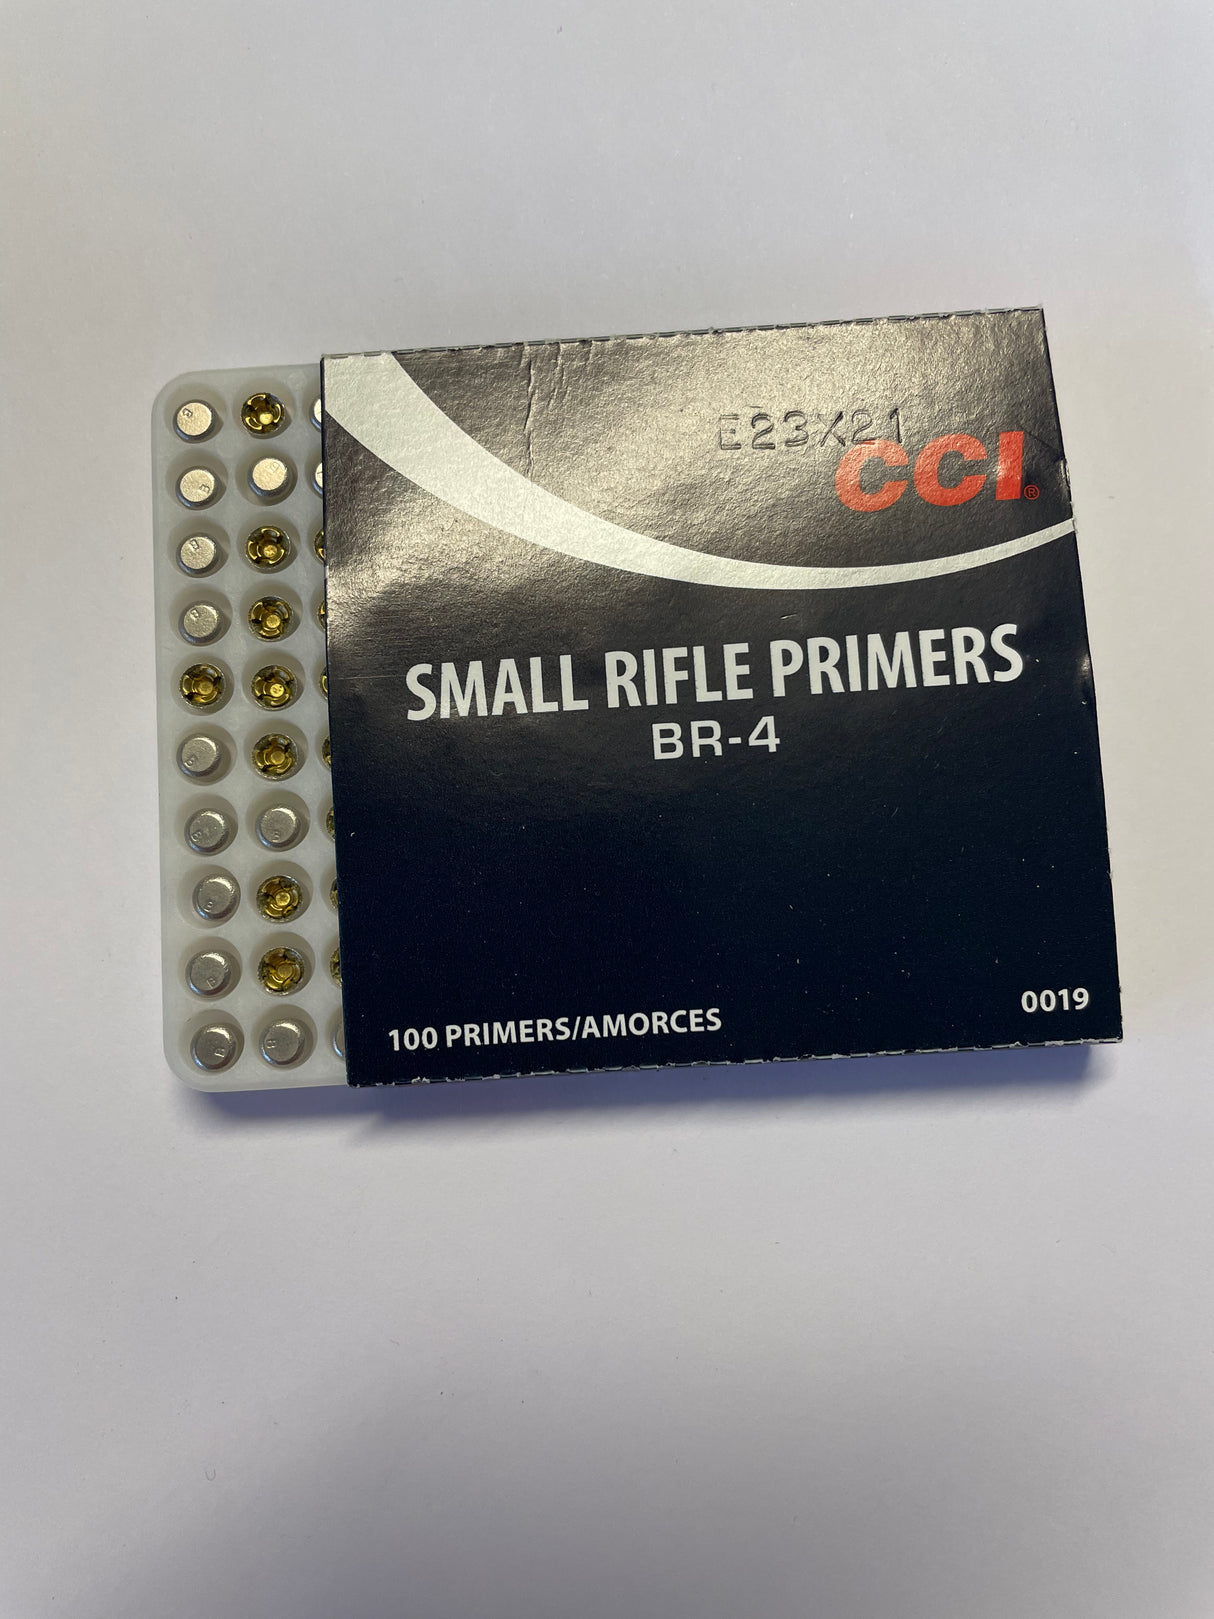 E23X21
CCI®
SMALL RIFLE PRIMERS
BR-4
100 PRIMERS/AMORCES
0019